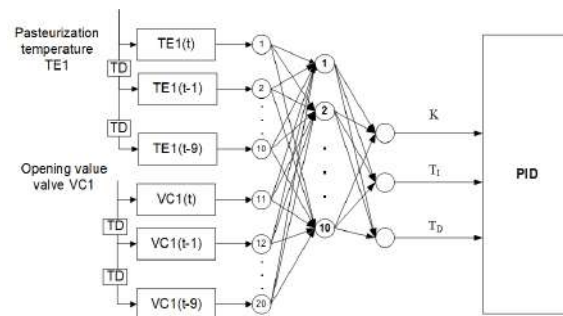 Pasteurization
temperature
TE1
TD
TD
TE1(t)
TE1(t-1)
TE1(t-9)
Opening value
valve VC1
TD
TD
VC1(t)
VC1(t-1)
VC1(t-9)
1
2
10
11
12
20
1
2
10
K
T_I
T_D
PID